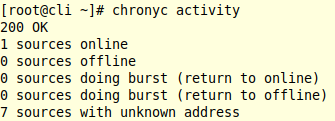 [root@cli ~]# chronyc activity
200 OK
1 sources online
0 sources offline
0 sources doing burst (return to online)
0 sources doing burst (return to offline)
7 sources with unknown address